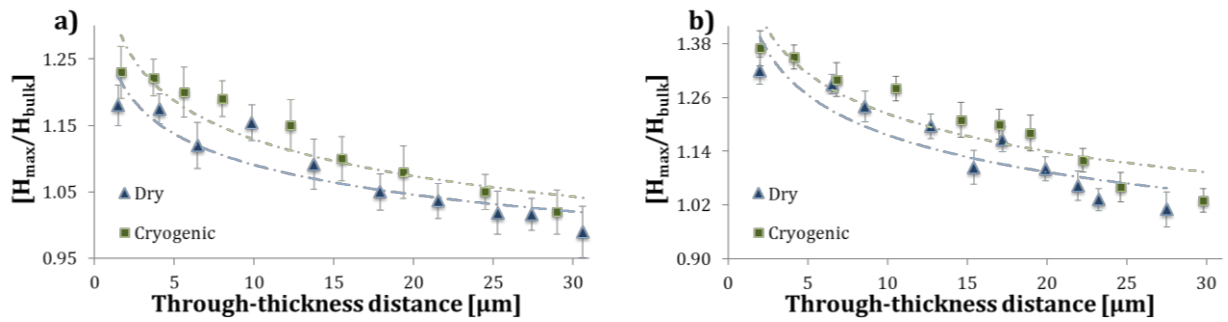 a)
[Hmax/Hbulk]
1.25
1.15
1.05
0.95
Dry
Cryogenic
0 5 10 15 20 25 30
Through-thickness distance [µm]
b)
[Hmax/Hbulk]
1.38
1.26
1.14
1.02
0.90
Dry
Cryogenic
0 5 10 15 20 25 30
Through-thickness distance [µm]